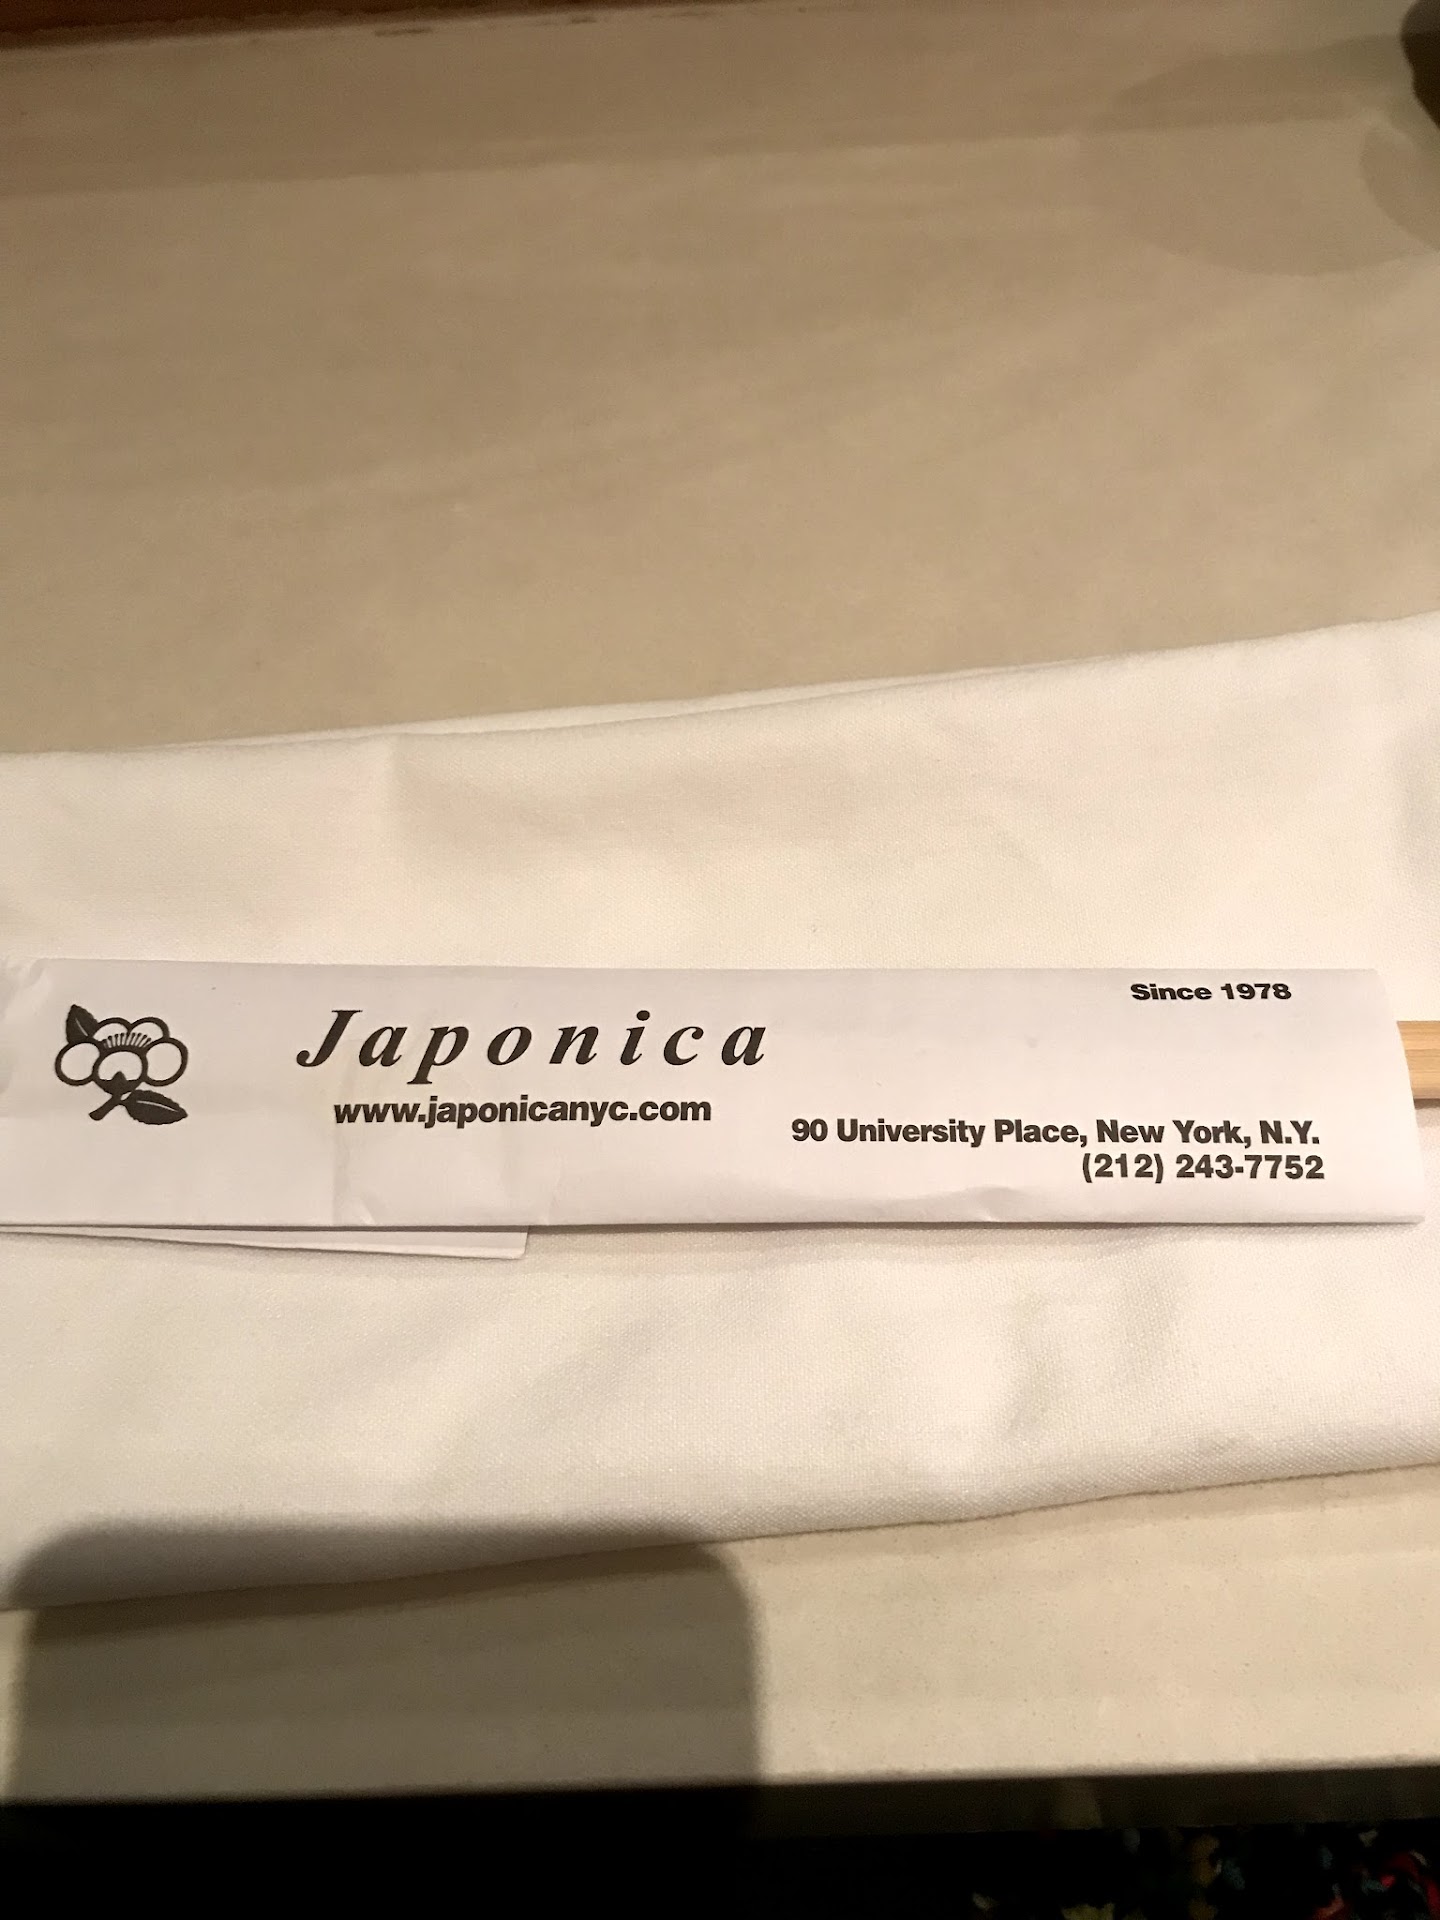 Since 1978
Japonica
www.japonicanyc.com
90 University Place, New York, N.Y.
(212) 243-7752